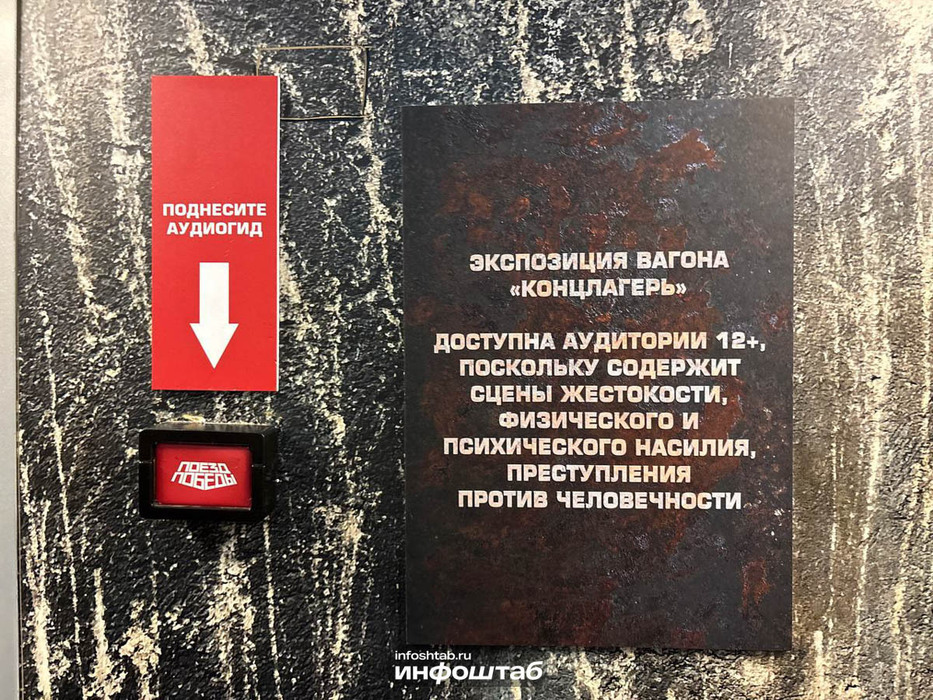 ПОДНЕСИТЕ
АУДИОГИД
ПОЕЗД
ПОБЕДЫ
ЭКСПОЗИЦИЯ ВАГОНА
«КОНЦЛАГЕРЬ»
ДОСТУПНА АУДИТОРИИ 12+,
ПОСКОЛЬКУ СОДЕРЖИТ
СЦЕНЫ ЖЕСТОКОСТИ,
ФИЗИЧЕСКОГО И
ПСИХИЧЕСКОГО НАСИЛИЯ,
ПРЕСТУПЛЕНИЯ
ПРОТИВ ЧЕЛОВЕЧНОСТИ
infoshtab.ru
инфоштаб